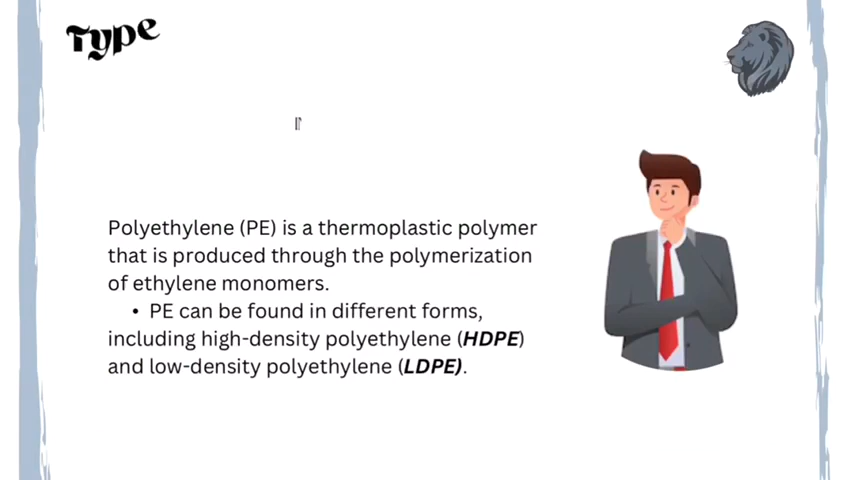 Type
Polyethylene (PE) is a thermoplastic polymer
that is produced through the polymerization
of ethylene monomers.
• PE can be found in different forms,
including high-density polyethylene (HDPE)
and low-density polyethylene (LDPE).